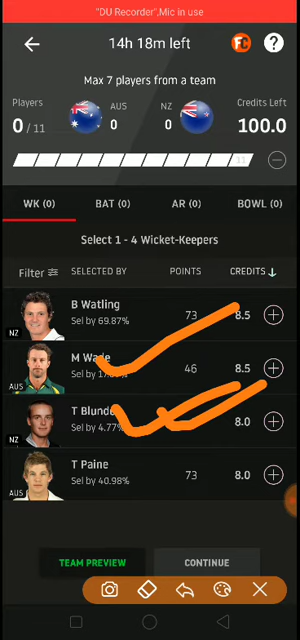 "DU Recorder".Mic in use
14h 18m left
FC ?
Max 7 players from a team
Players AUS NZ Credits Left
0 / 11 0 0 100.0
11
WK (0) BAT (0) AR (0) BOWL (0)
Select 1 - 4 Wicket-Keepers
Filter SELECTED BY POINTS CREDITS ↓
B Watling
Sel by 69.87% 73 8.5
NZ
M Wade
Sel by 46 8.5
AUS
T Blundell
Sel by 4.77% 8.0
NZ
T Paine
Sel by 40.98% 73 8.0
AUS
TEAM PREVIEW CONTINUE